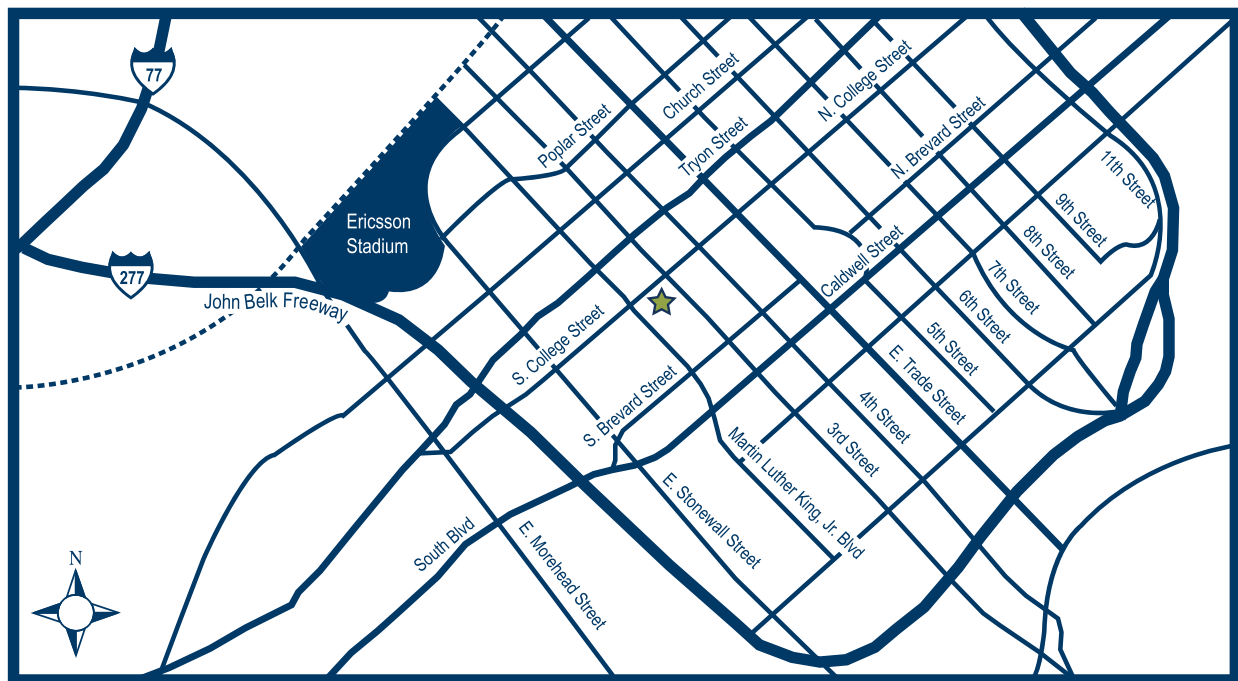 77
Church Street
N. College Street
Poplar Street
Tryon Street
N. Brevard Street
11th Street
9th Street
Ericsson
Stadium
8th Street
7th Street
277
John Belk Freeway
Caldwell Street
6th Street
5th Street
S. College Street
E. Trade Street
S. Brevard Street
4th Street
3rd Street
Martin Luther King, Jr. Blvd
E. Stonewall Street
South Blvd
E. Morehead Street
N